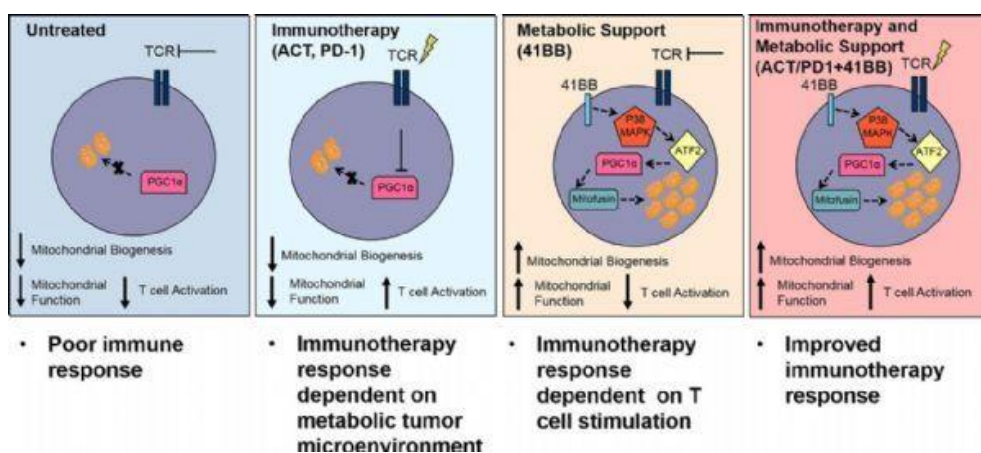 Untreated
TCR
PGC1α
Mitochondrial Biogenesis
Mitochondrial
Function
T cell Activation
• Poor immune
response
Immunotherapy
(ACT, PD-1)
TCR
PGC1α
Mitochondrial Biogenesis
Mitochondrial
Function
T cell Activation
• Immunotherapy
response
dependent on
metabolic tumor
microenvironment
Metabolic Support
(41BB)
TCR
41BB
P38
MAPK
ATF2
PGC1α
Mitofusin
Mitochondrial Biogenesis
Mitochondrial
Function
T cell Activation
• Immunotherapy
response
dependent on T
cell stimulation
Immunotherapy and
Metabolic Support
(ACT/PD1+41BB)
TCR
41BB
P38
MAPK
ATF2
PGC1α
Mitofusin
Mitochondrial Biogenesis
Mitochondrial
Function
T cell Activation
• Improved
immunotherapy
response